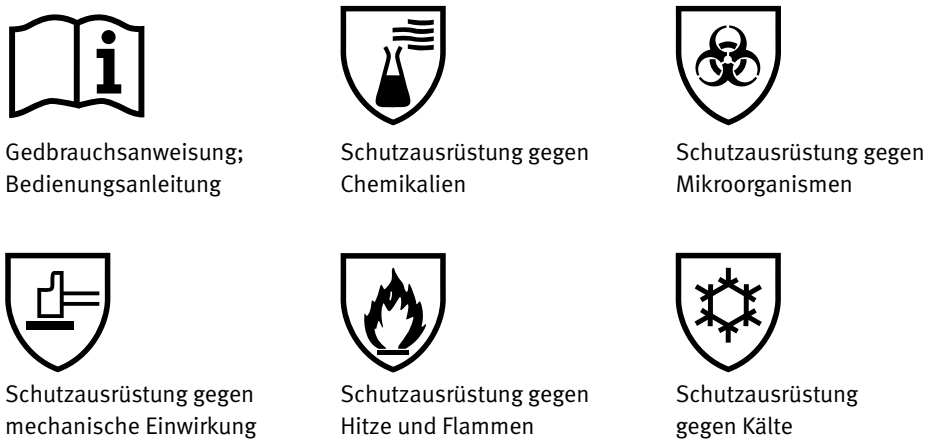 Gedbrauchsanweisung;
Bedienungsanleitung
Schutzausrüstung gegen
Chemikalien
Schutzausrüstung gegen
Mikroorganismen
Schutzausrüstung gegen
mechanische Einwirkung
Schutzausrüstung gegen
Hitze und Flammen
Schutzausrüstung
gegen Kälte